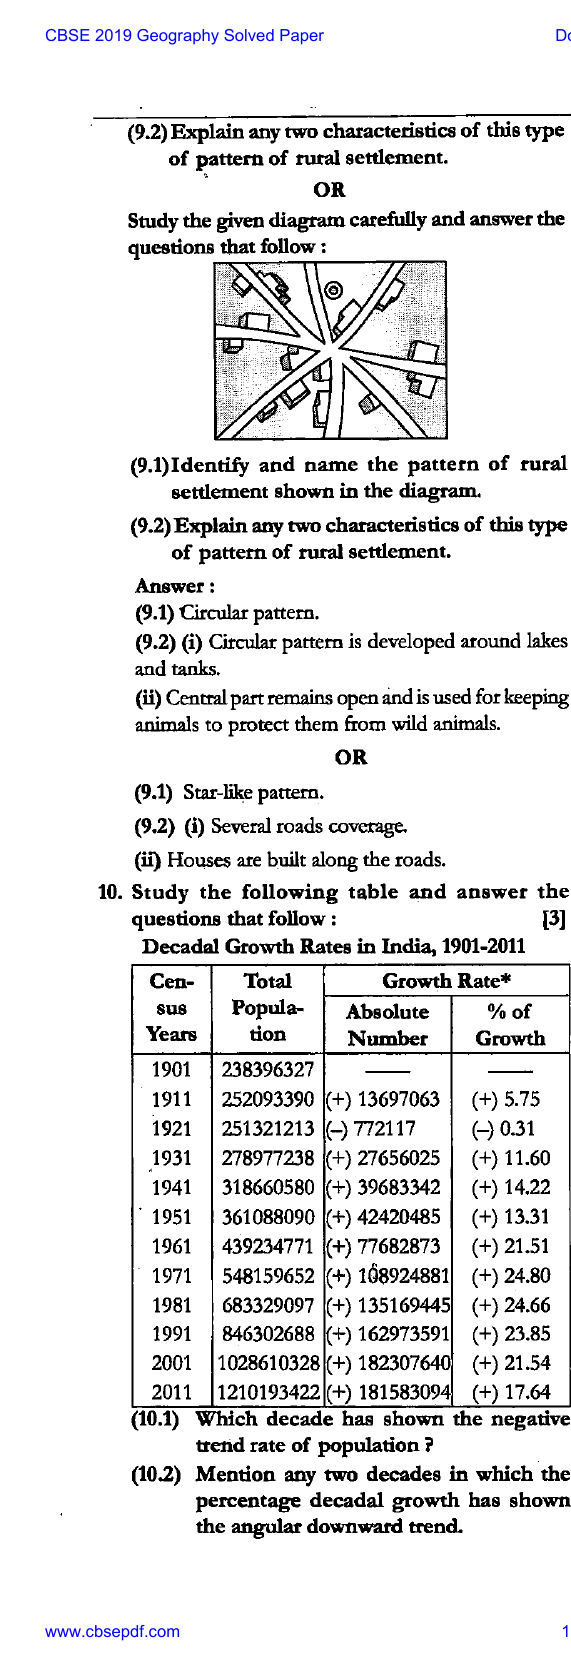 CBSE 2019 Geography Solved Paper
(9.2) Explain any two characteristics of this type
of pattern of rural settlement.
OR
Study the given diagram carefully and answer the
questions that follow :
(9.1)Identify and name the pattern of rural
settlement shown in the diagram.
(9.2) Explain any two characteristics of this type
of pattern of rural settlement.
Answer :
(9.1) Circular pattern.
(9.2) (i) Circular pattern is developed around lakes
and tanks.
(ii) Central part remains open and is used for keeping
animals to protect them from wild animals.
OR
(9.1) Star-like pattern.
(9.2) (i) Several roads coverage.
(ii) Houses are built along the roads.
10. Study the following table and answer the
questions that follow : [3]
Decadal Growth Rates in India, 1901-2011
Cen-
sus
Years
Total
Popula-
tion
Growth Rate*
Absolute
Number
% of
Growth
1901 238396327 —— ——
1911 252093390 (+) 13697063 (+) 5.75
1921 251321213 (–) 772117 (–) 0.31
1931 278977238 (+) 27656025 (+) 11.60
1941 318660580 (+) 39683342 (+) 14.22
1951 361088090 (+) 42420485 (+) 13.31
1961 439234771 (+) 77682873 (+) 21.51
1971 548159652 (+) 108924881 (+) 24.80
1981 683329097 (+) 135169445 (+) 24.66
1991 846302688 (+) 162973591 (+) 23.85
2001 1028610328 (+) 182307640 (+) 21.54
2011 1210193422 (+) 181583094 (+) 17.64
(10.1) Which decade has shown the negative
trend rate of population ?
(10.2) Mention any two decades in which the
percentage decadal growth has shown
the angular downward trend.
www.cbsepdf.com 1